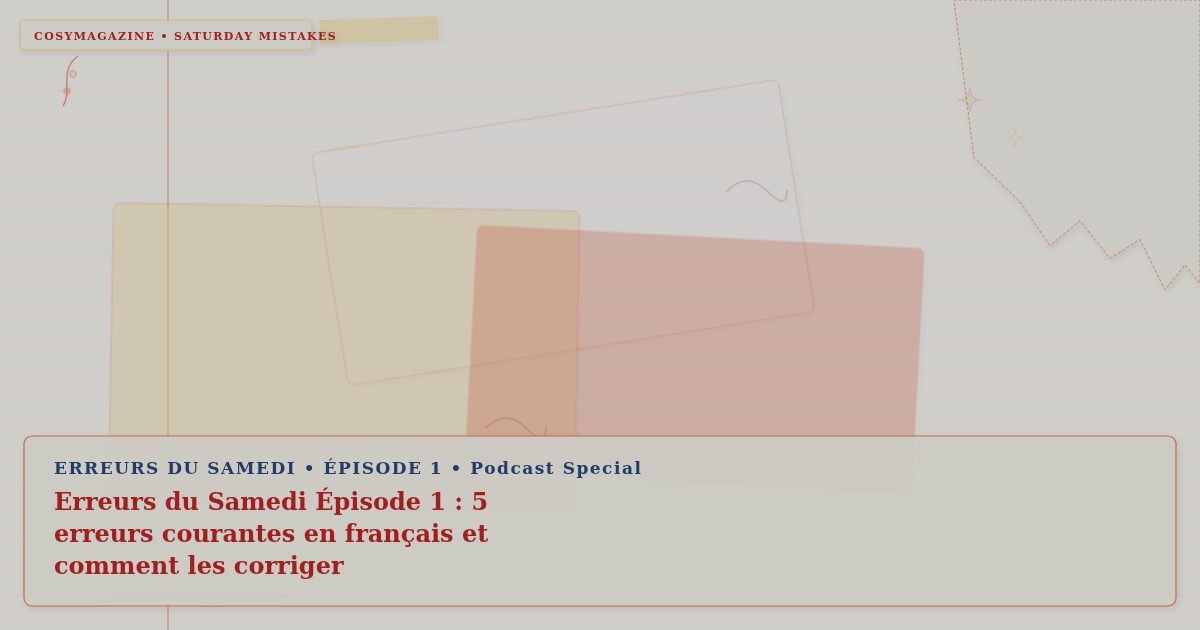 COSYMAGAZINE • SATURDAY MISTAKES
ERREURS DU SAMEDI • ÉPISODE 1 • Podcast Special
Erreurs du Samedi Épisode 1 : 5
erreurs courantes en français et
comment les corriger